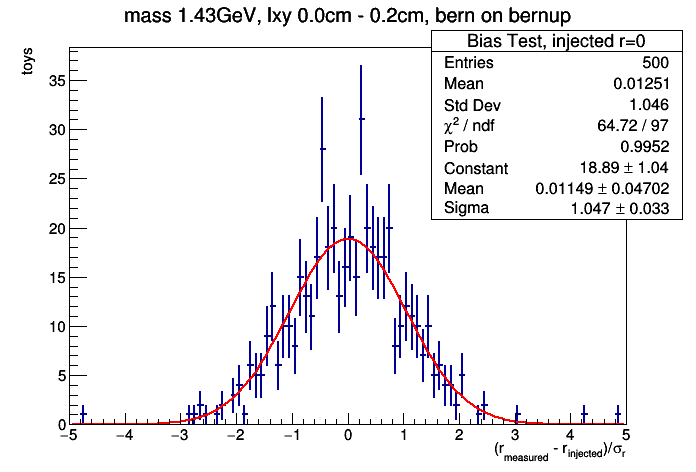 mass 1.43GeV, lxy 0.0cm - 0.2cm, bern on bernup
Bias Test, injected r=0
Entries 500
Mean 0.01251
Std Dev 1.046
χ² / ndf 64.72 / 97
Prob 0.9952
Constant 18.89 ± 1.04
Mean 0.01149 ± 0.04702
Sigma 1.047 ± 0.033
toys
35
30
25
20
15
10
5
0
−5 −4 −3 −2 −1 0 1 2 3 4 5
(r_measured - r_injected)/σ_r